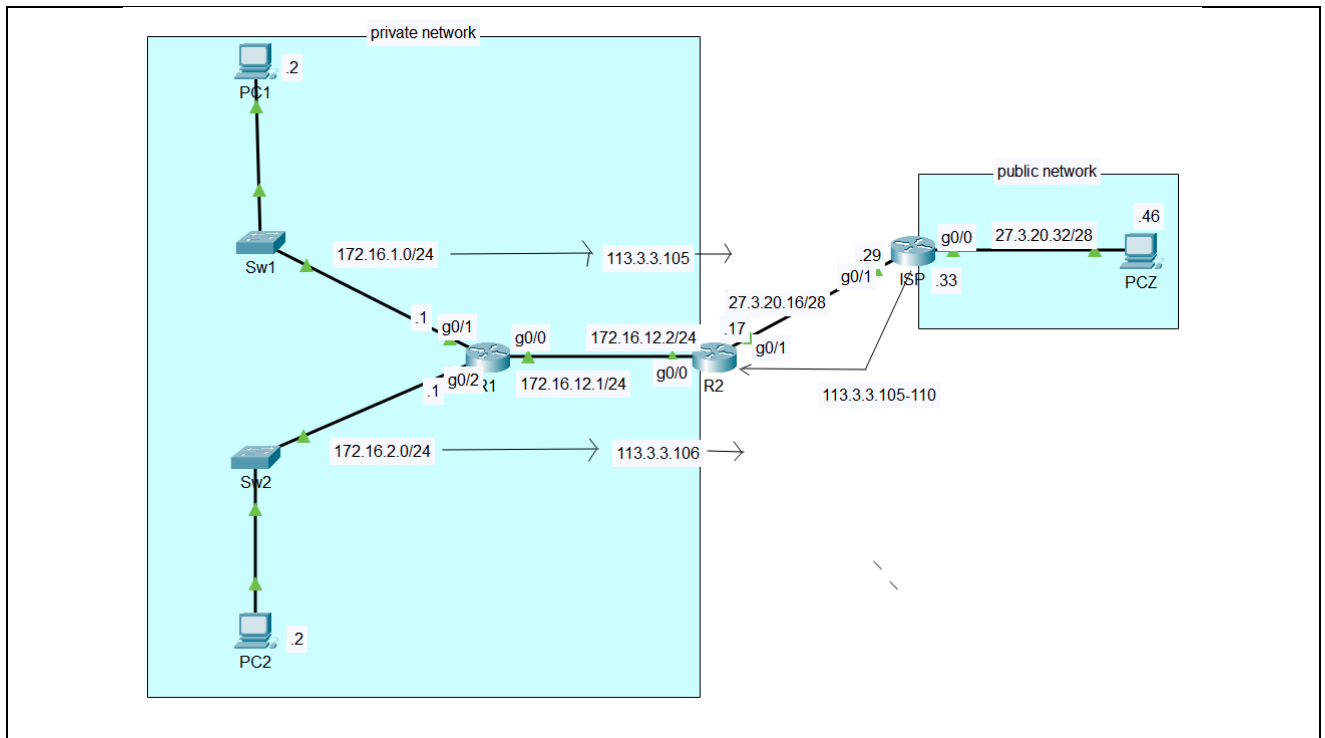 private network
.2
PC1
public network
.46
g0/0
27.3.20.32/28
172.16.1.0/24
113.3.3.105
.29
Sw1
g0/1
ISP
.33
PCZ
27.3.20.16/28
.1
g0/1
g0/0
172.16.12.2/24
.17
g0/1
g0/2
R1
172.16.12.1/24
g0/0
R2
.1
113.3.3.105-110
172.16.2.0/24
113.3.3.106
Sw2
.2
PC2